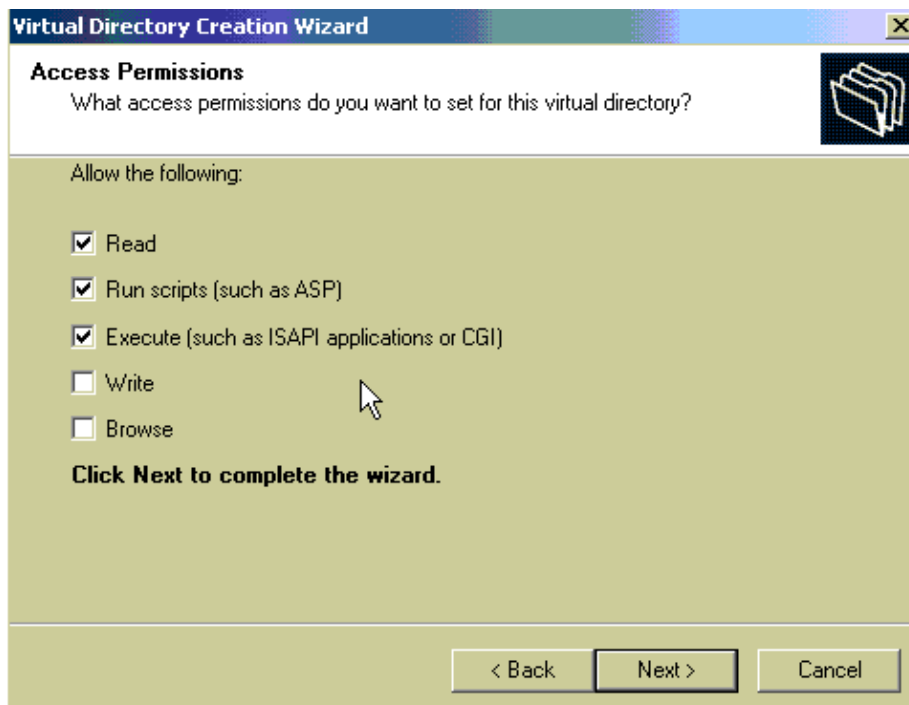 Virtual Directory Creation Wizard
Access Permissions
What access permissions do you want to set for this virtual directory?
Allow the following:
Read
Run scripts (such as ASP)
Execute (such as ISAPI applications or CGI)
Write
Browse
Click Next to complete the wizard.
< Back Next > Cancel